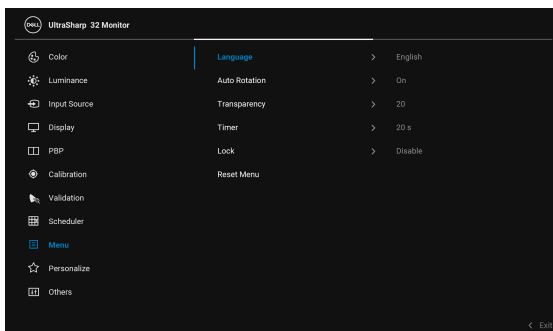 DELL UltraSharp 32 Monitor
Color Language > English
Luminance Auto Rotation > On
Input Source Transparency > 20
Display Timer > 20 s
PBP Lock > Disable
Calibration Reset Menu
Validation
Scheduler
Menu
Personalize
Others
< Exit